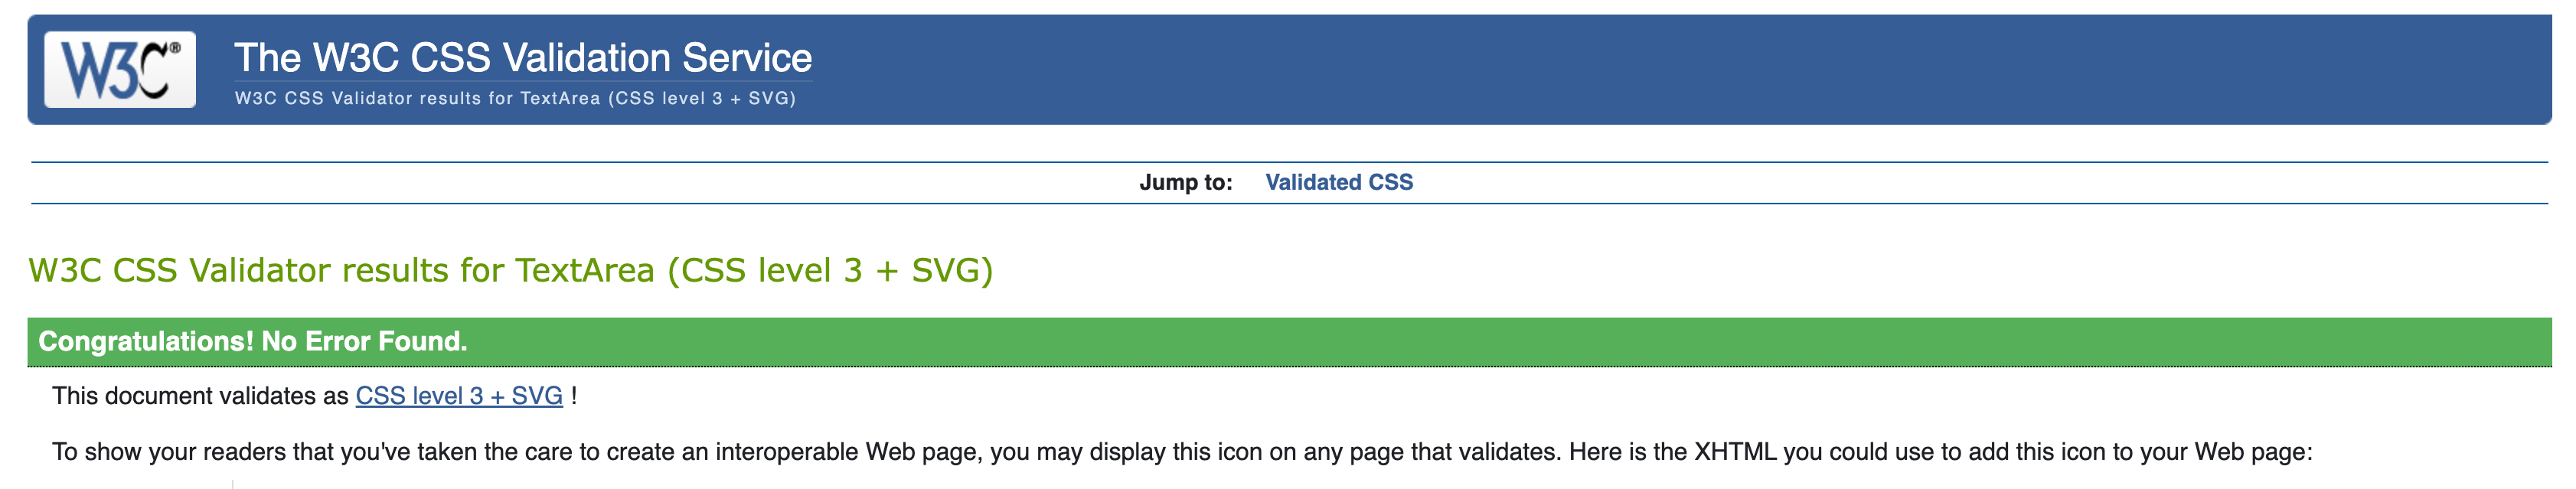 W3C®
The W3C CSS Validation Service
W3C CSS Validator results for TextArea (CSS level 3 + SVG)
Jump to: Validated CSS
W3C CSS Validator results for TextArea (CSS level 3 + SVG)
Congratulations! No Error Found.
This document validates as CSS level 3 + SVG !
To show your readers that you've taken the care to create an interoperable Web page, you may display this icon on any page that validates. Here is the XHTML you could use to add this icon to your Web page: